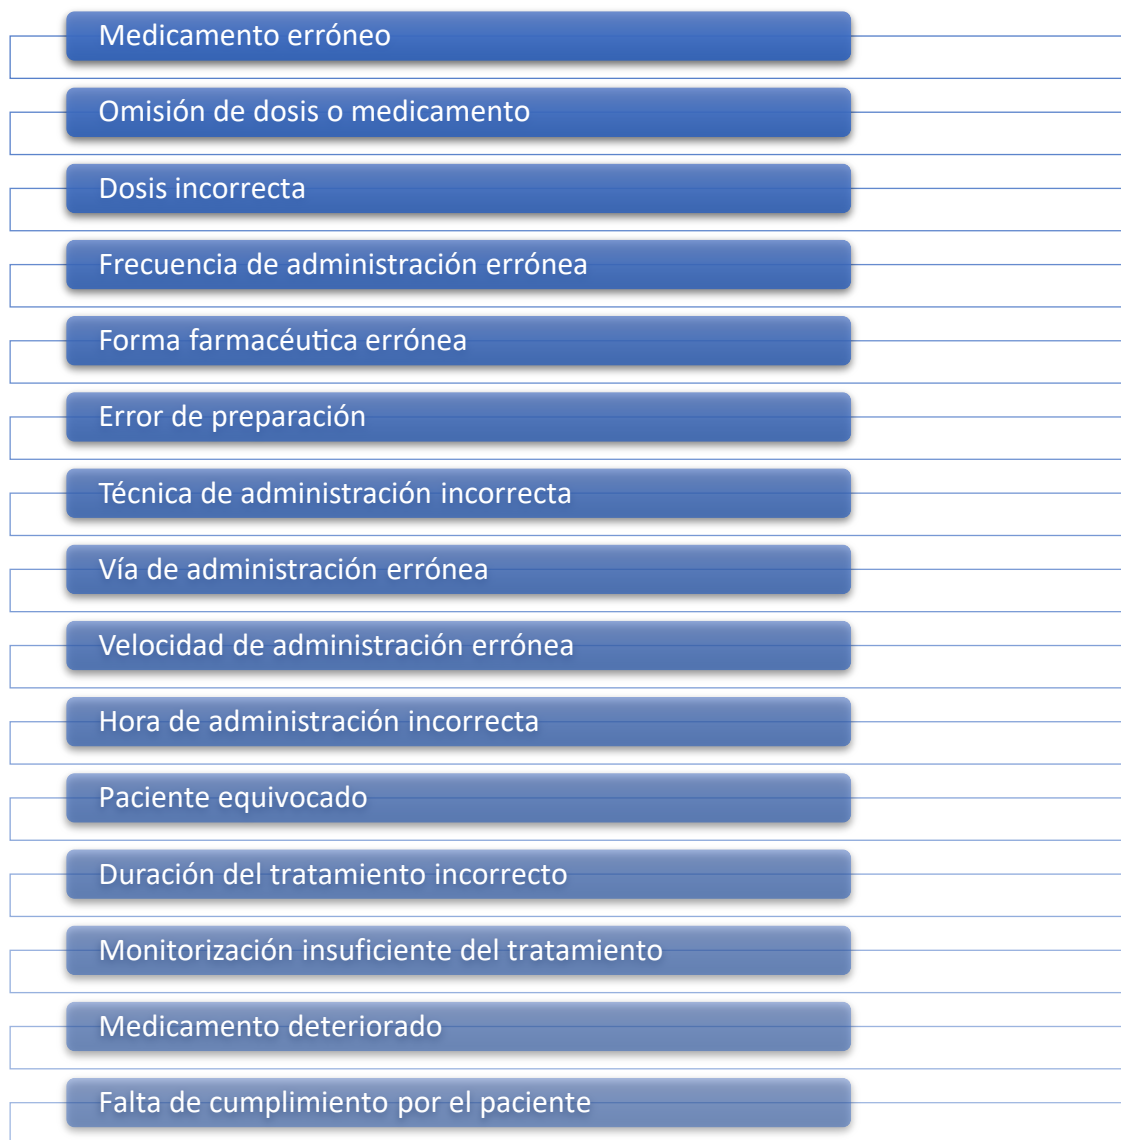 Medicamento erróneo
Omisión de dosis o medicamento
Dosis incorrecta
Frecuencia de administración errónea
Forma farmacéutica errónea
Error de preparación
Técnica de administración incorrecta
Vía de administración errónea
Velocidad de administración errónea
Hora de administración incorrecta
Paciente equivocado
Duración del tratamiento incorrecto
Monitorización insuficiente del tratamiento
Medicamento deteriorado
Falta de cumplimiento por el paciente